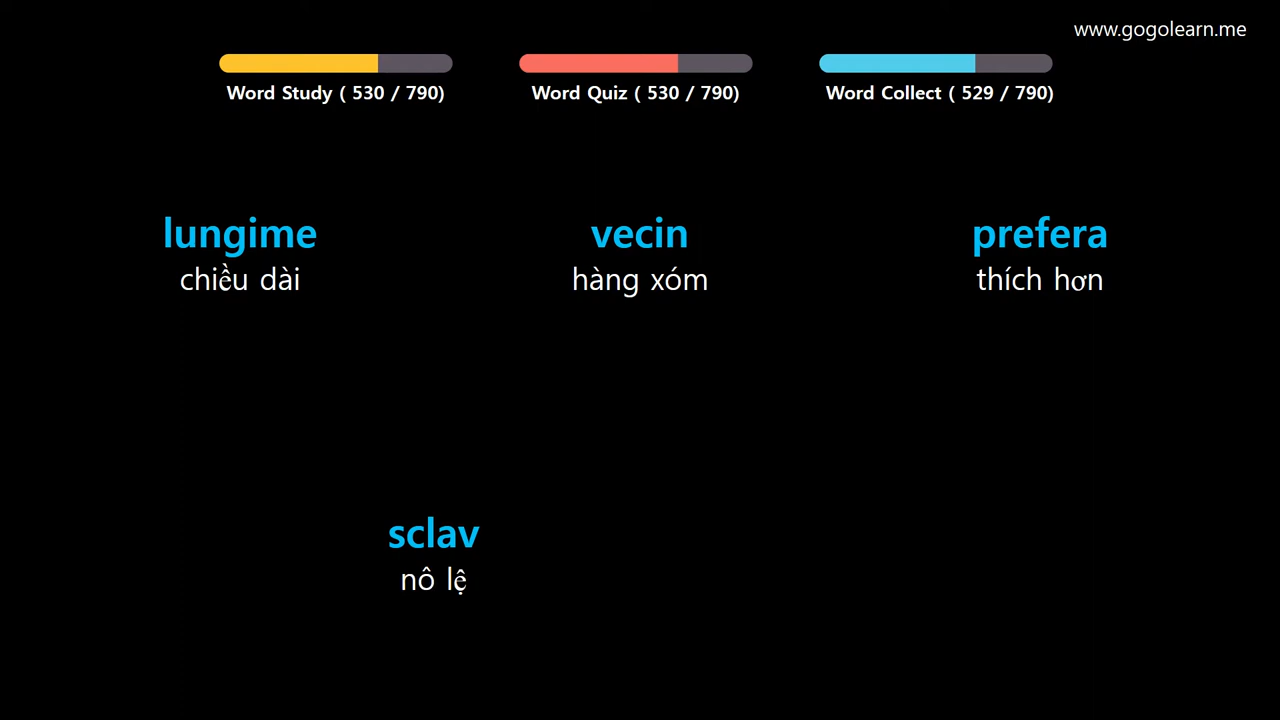 www.gogolearn.me
Word Study ( 530 / 790)
Word Quiz ( 530 / 790)
Word Collect ( 529 / 790)
lungime
chiều dài
vecin
hàng xóm
prefera
thích hơn
sclav
nô lệ